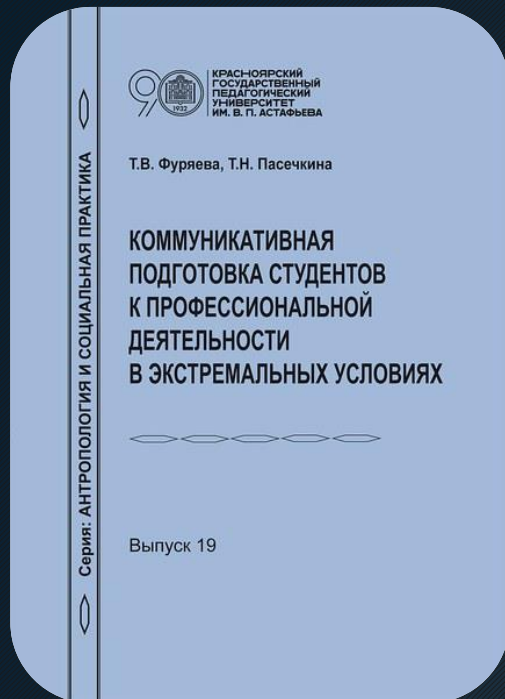 КРАСНОЯРСКИЙ
ГОСУДАРСТВЕННЫЙ
ПЕДАГОГИЧЕСКИЙ
УНИВЕРСИТЕТ
ИМ. В. П. АСТАФЬЕВА
90
1932
Т.В. Фуряева, Т.Н. Пасечкина
КОММУНИКАТИВНАЯ
ПОДГОТОВКА СТУДЕНТОВ
К ПРОФЕССИОНАЛЬНОЙ
ДЕЯТЕЛЬНОСТИ
В ЭКСТРЕМАЛЬНЫХ УСЛОВИЯХ
Выпуск 19
Серия: АНТРОПОЛОГИЯ И СОЦИАЛЬНАЯ ПРАКТИКА